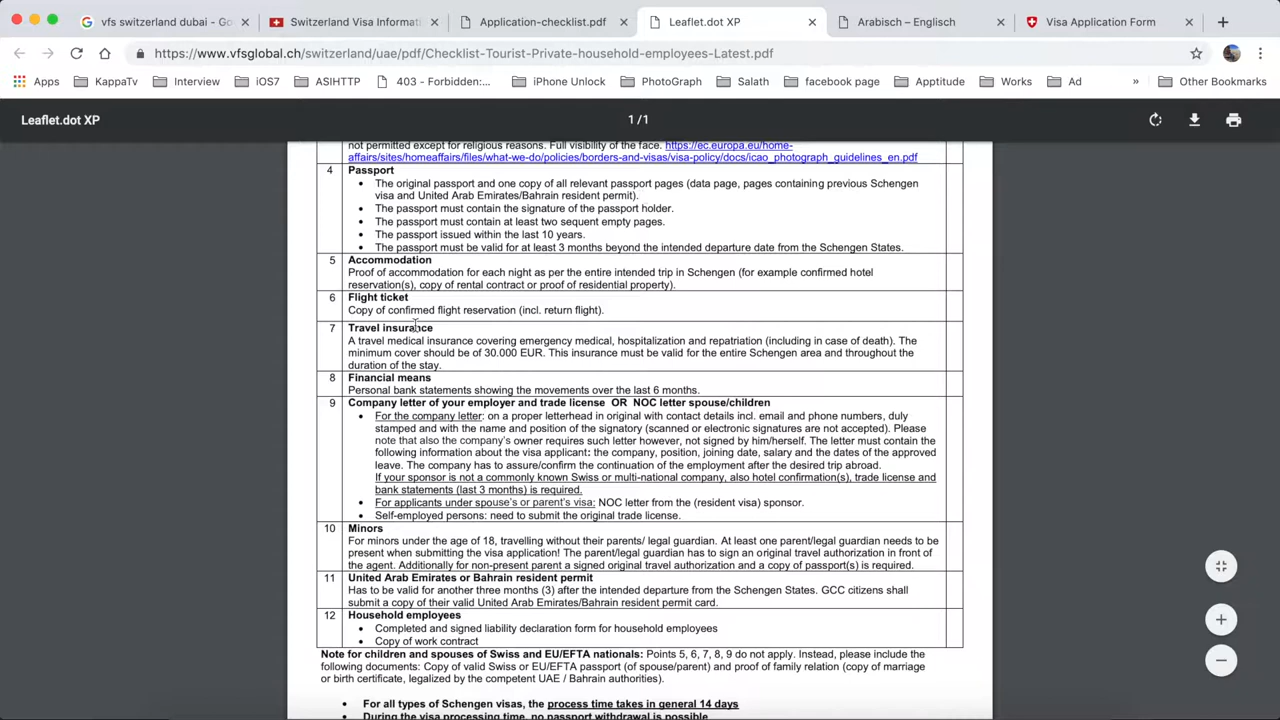 vfs switzerland dubai - Go
Switzerland Visa Informati
Application-checklist.pdf
Leaflet.dot XP
Arabisch – Englisch
Visa Application Form
https://www.vfsglobal.ch/switzerland/uae/pdf/Checklist-Tourist-Private-household-employees-Latest.pdf
Apps
KappaTv
Interview
iOS7
ASIHTTP
403 - Forbidden:...
iPhone Unlock
PhotoGraph
Salath
facebook page
Apptitude
Works
Ad
»
Other Bookmarks
Leaflet.dot XP
1 / 1
not permitted except for religious reasons. Full visibility of the face. https://ec.europa.eu/home-
affairs/sites/homeaffairs/files/what-we-do/policies/borders-and-visas/visa-policy/docs/icao_photograph_guidelines_en.pdf
4 Passport
• The original passport and one copy of all relevant passport pages (data page, pages containing previous Schengen
visa and United Arab Emirates/Bahrain resident permit).
• The passport must contain the signature of the passport holder.
• The passport must contain at least two sequent empty pages.
• The passport issued within the last 10 years.
• The passport must be valid for at least 3 months beyond the intended departure date from the Schengen States.
5 Accommodation
Proof of accommodation for each night as per the entire intended trip in Schengen (for example confirmed hotel
reservation(s), copy of rental contract or proof of residential property).
6 Flight ticket
Copy of confirmed flight reservation (incl. return flight).
7 Travel insurance
A travel medical insurance covering emergency medical, hospitalization and repatriation (including in case of death). The
minimum cover should be of 30.000 EUR. This insurance must be valid for the entire Schengen area and throughout the
duration of the stay.
8 Financial means
Personal bank statements showing the movements over the last 6 months.
9 Company letter of your employer and trade license OR NOC letter spouse/children
• For the company letter: on a proper letterhead in original with contact details incl. email and phone numbers, duly
stamped and with the name and position of the signatory (scanned or electronic signatures are not accepted). Please
note that also the company's owner requires such letter however, not signed by him/herself. The letter must contain the
following information about the visa applicant: the company, position, joining date, salary and the dates of the approved
leave. The company has to assure/confirm the continuation of the employment after the desired trip abroad.
If your sponsor is not a commonly known Swiss or multi-national company, also hotel confirmation(s), trade license and
bank statements (last 3 months) is required.
• For applicants under spouse's or parent's visa: NOC letter from the (resident visa) sponsor.
• Self-employed persons: need to submit the original trade license.
10 Minors
For minors under the age of 18, travelling without their parents/ legal guardian. At least one parent/legal guardian needs to be
present when submitting the visa application! The parent/legal guardian has to sign an original travel authorization in front of
the agent. Additionally for non-present parent a signed original travel authorization and a copy of passport(s) is required.
11 United Arab Emirates or Bahrain resident permit
Has to be valid for another three months (3) after the intended departure from the Schengen States. GCC citizens shall
submit a copy of their valid United Arab Emirates/Bahrain resident permit card.
12 Household employees
• Completed and signed liability declaration form for household employees
• Copy of work contract
Note for children and spouses of Swiss and EU/EFTA nationals: Points 5, 6, 7, 8, 9 do not apply. Instead, please include the
following documents: Copy of valid Swiss or EU/EFTA passport (of spouse/parent) and proof of family relation (copy of marriage
or birth certificate, legalized by the competent UAE / Bahrain authorities).
• For all types of Schengen visas, the process time takes in general 14 days
• During the visa processing time, no passport withdrawal is possible